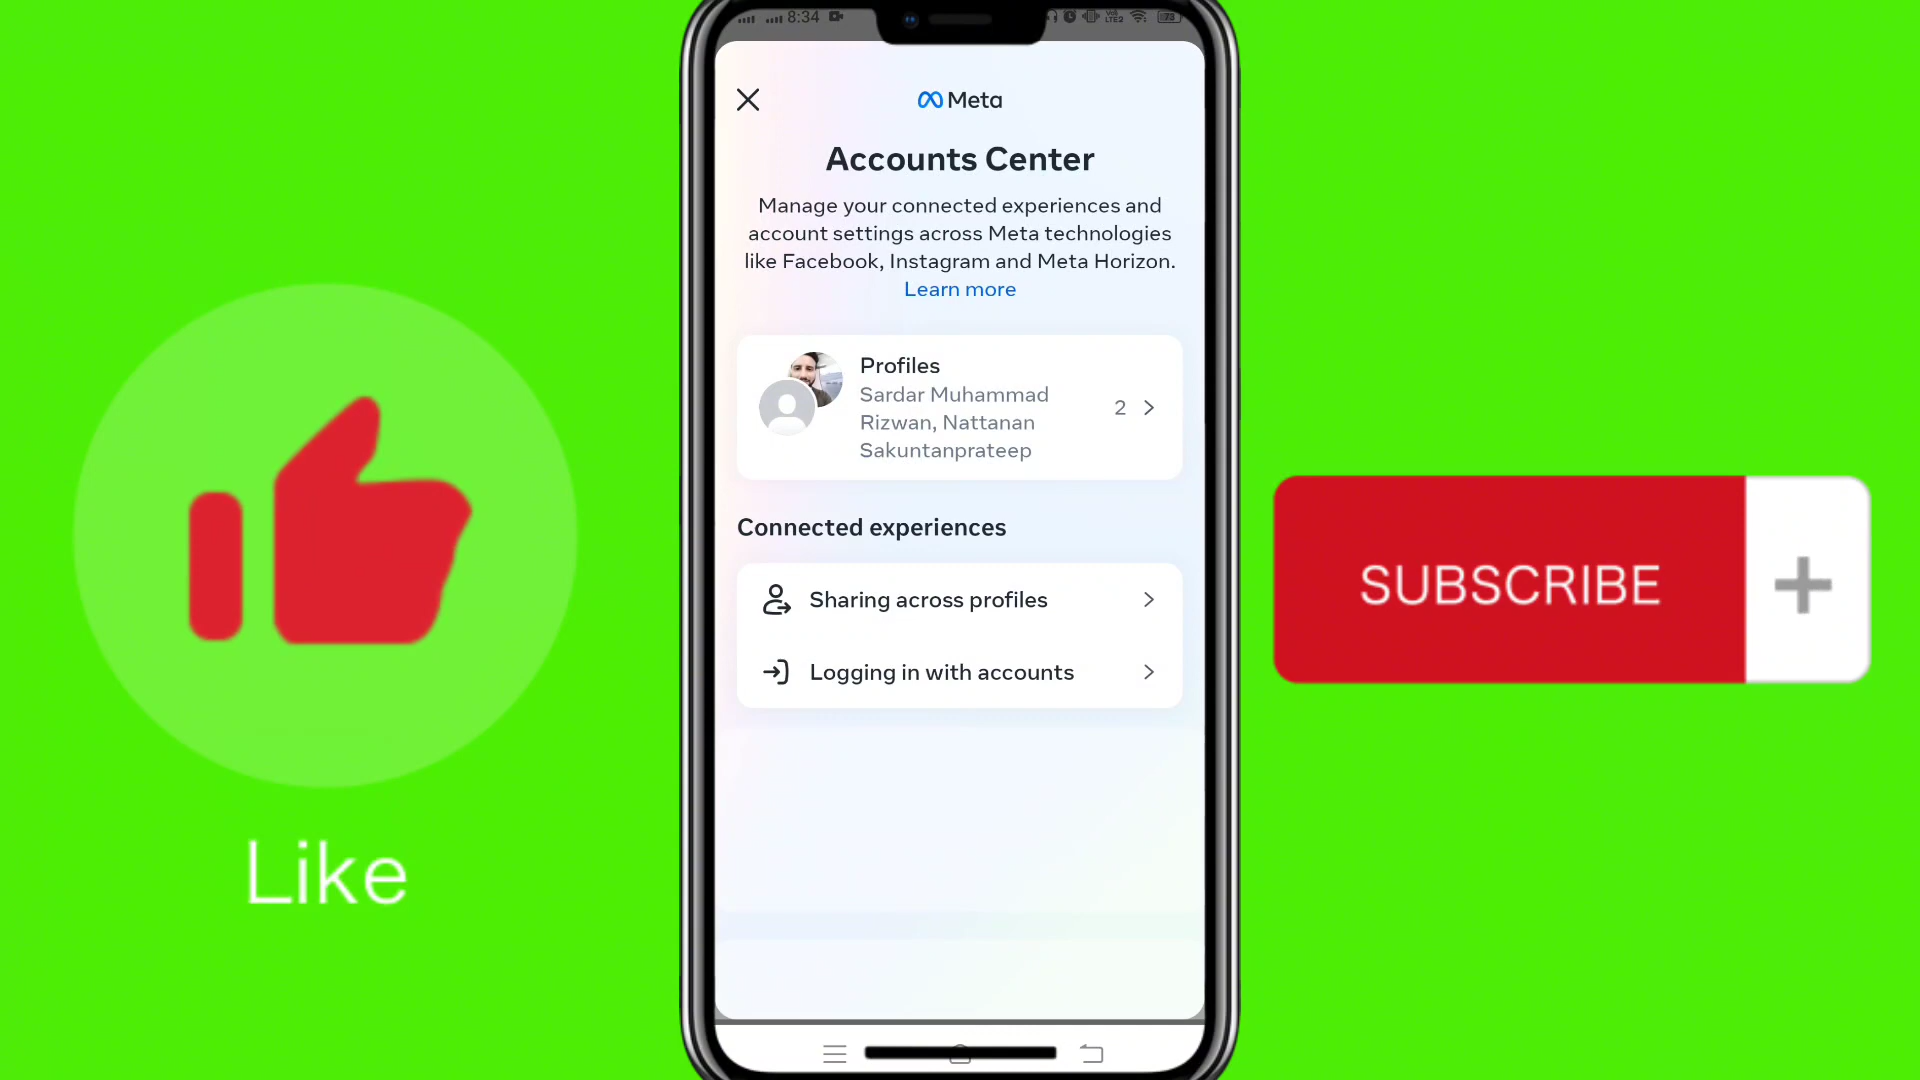 8:34
73
Meta
Accounts Center
Manage your connected experiences and
account settings across Meta technologies
like Facebook, Instagram and Meta Horizon.
Learn more
Profiles
Sardar Muhammad
Rizwan, Nattanan
Sakuntanprateep
2
Connected experiences
Sharing across profiles
Logging in with accounts
Like
SUBSCRIBE